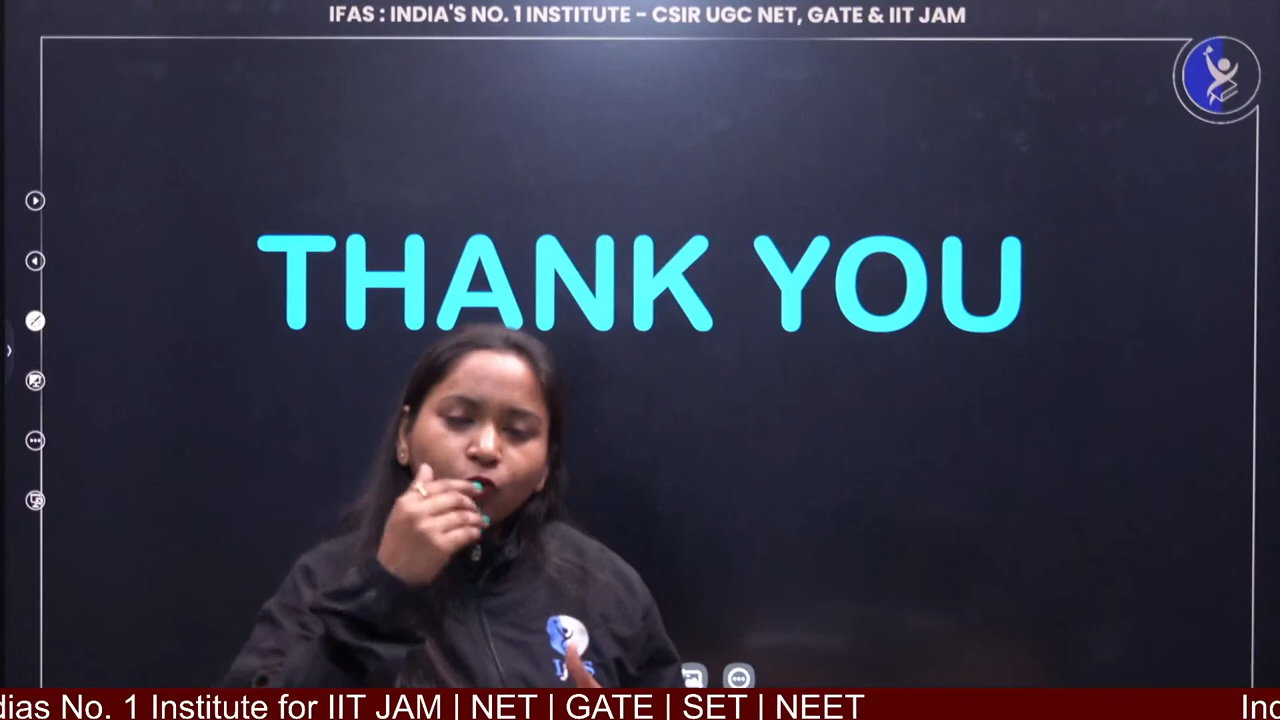 IFAS : INDIA'S NO. 1 INSTITUTE - CSIR UGC NET, GATE & IIT JAM
THANK YOU
IFAS
dias No. 1 Institute for IIT JAM | NET | GATE | SET | NEET
Inc